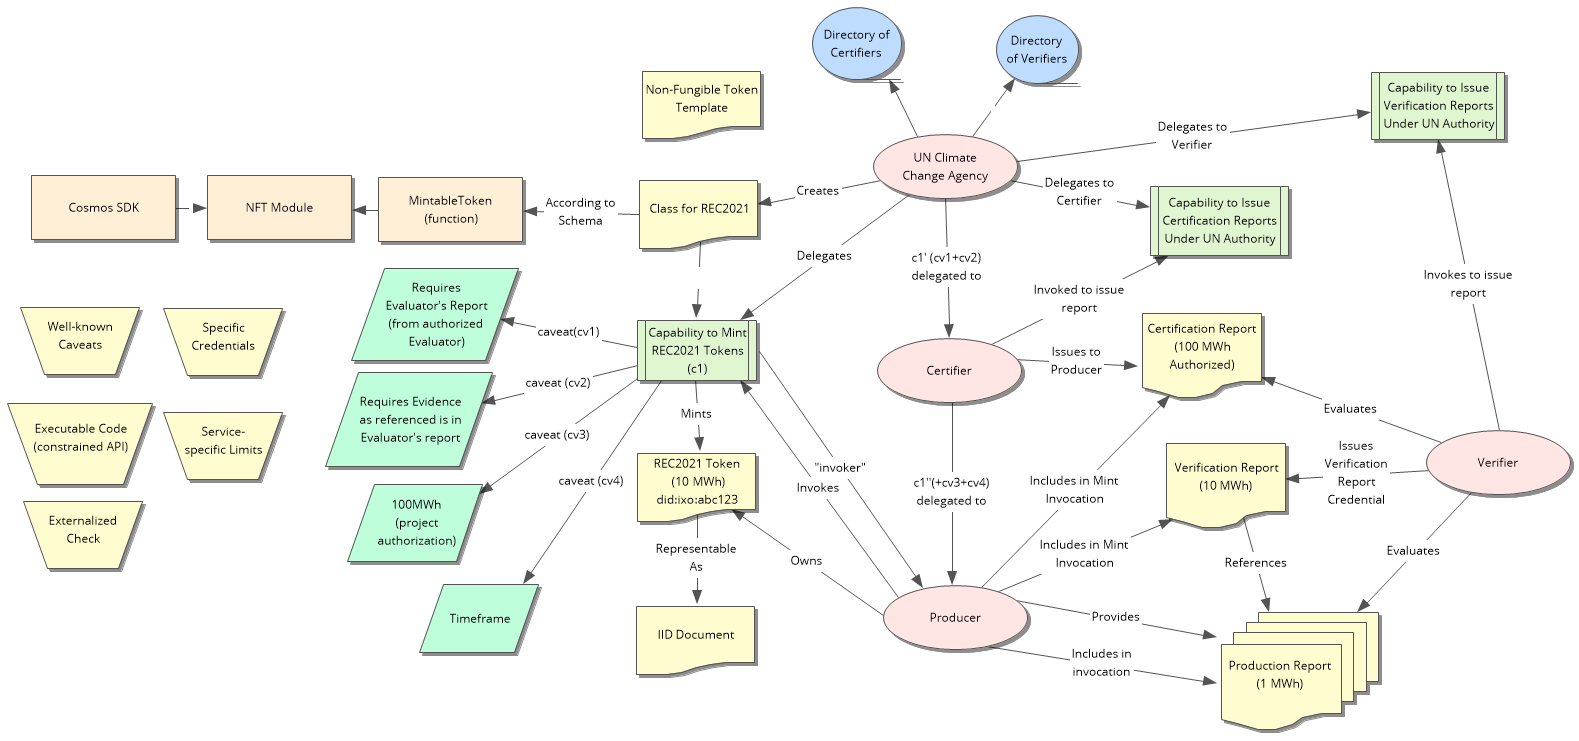 Directory of
Certifiers
Directory
of Verifiers
Non-Fungible Token
Template
Capability to Issue
Verification Reports
Under UN Authority
Delegates to
Verifier
UN Climate
Change Agency
Cosmos SDK
NFT Module
MintableToken
(function)
According to
Schema
Class for REC2021
Creates
Delegates to
Certifier
Capability to Issue
Certification Reports
Under UN Authority
Delegates
c1' (cv1+cv2)
delegated to
Invoked to issue
report
Invokes to issue
report
Requires
Evaluator's Report
(from authorized
Evaluator)
caveat(cv1)
Capability to Mint
REC2021 Tokens
(c1)
Well-known
Caveats
Specific
Credentials
Certification Report
(100 MWh
Authorized)
Issues to
Producer
Certifier
Requires Evidence
as referenced is in
Evaluator's report
caveat (cv2)
Mints
caveat (cv3)
caveat (cv4)
Executable Code
(constrained API)
Service-
specific Limits
Evaluates
Issues
Verification
Report
Credential
Verifier
REC2021 Token
(10 MWh)
did:ixo:abc123
"invoker"
Invokes
c1''(+cv3+cv4)
delegated to
Includes in Mint
Invocation
Verification Report
(10 MWh)
100MWh
(project
authorization)
Externalized
Check
Representable
As
Owns
Includes in Mint
Invocation
References
Evaluates
Timeframe
IID Document
Producer
Provides
Includes in
invocation
Production Report
(1 MWh)